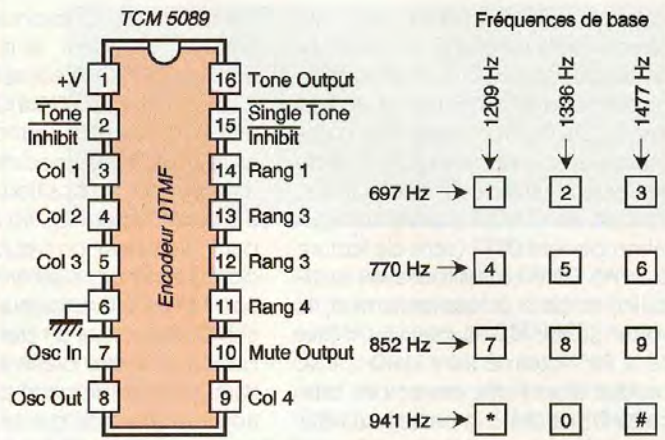 TCM 5089
+V 1
Tone Inhibit 2
Col 1 3
Col 2 4
Col 3 5
6
Osc In 7
Osc Out 8
Encodeur DTMF
16 Tone Output
15 Single Tone Inhibit
14 Rang 1
13 Rang 3
12 Rang 3
11 Rang 4
10 Mute Output
9 Col 4
Fréquences de base
1209 Hz
1336 Hz
1477 Hz
697 Hz 1 2 3
770 Hz 4 5 6
852 Hz 7 8 9
941 Hz * 0 #